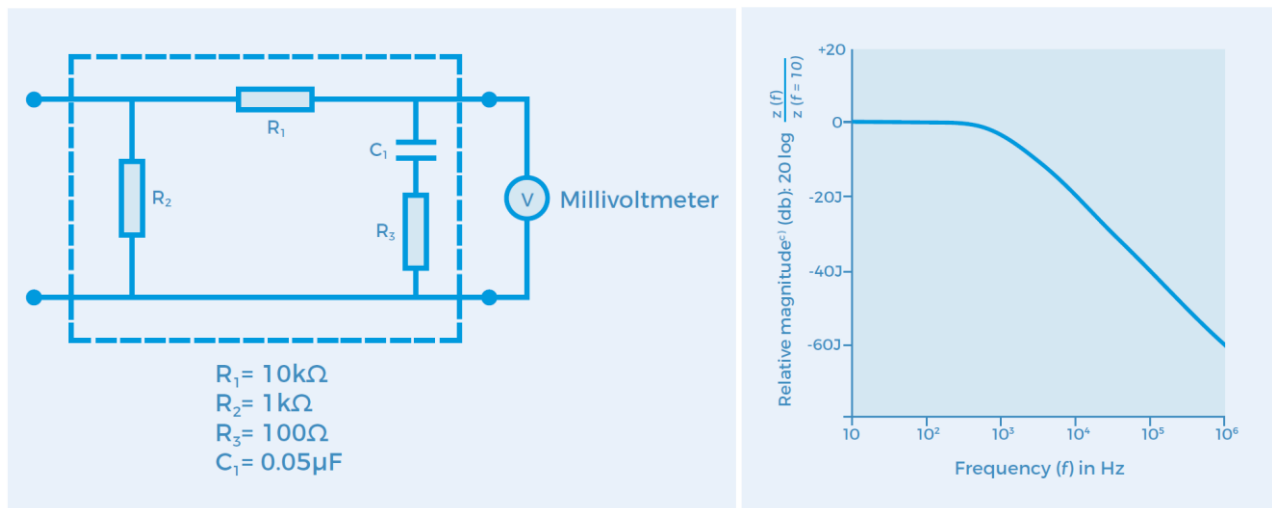 R₁
C₁
R₂
R₃
V
Millivoltmeter
R₁= 10kΩ
R₂= 1kΩ
R₃= 100Ω
C₁= 0.05µF
Relative magnitudeᶜ⁾ (db): 20 log z (f) / z (f = 10)
+20
0
-20J
-40J
-60J
10
10²
10³
10⁴
10⁵
10⁶
Frequency (f) in Hz